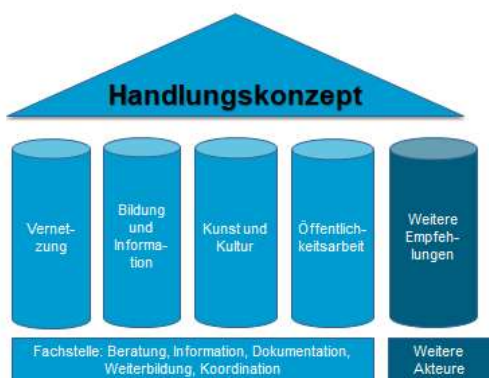 Handlungskonzept
Vernet-
zung
Bildung
und
Informa-
tion
Kunst und
Kultur
Öffentlich-
keitsarbeit
Weitere
Empfeh-
lungen
Fachstelle: Beratung, Information, Dokumentation,
Weiterbildung, Koordination
Weitere
Akteure